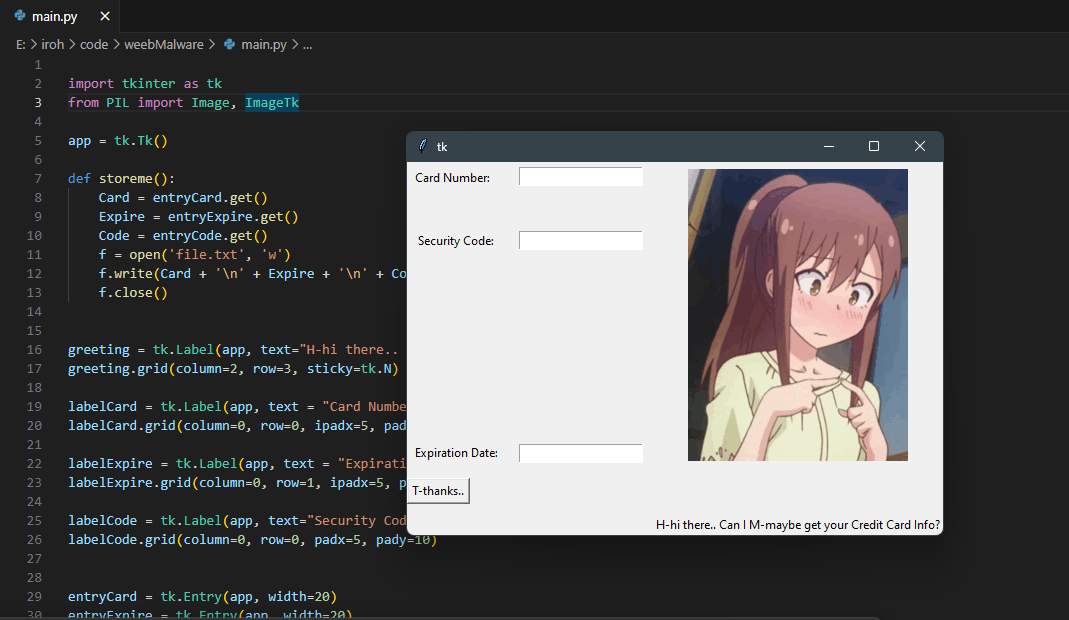 main.py
E: > iroh > code > weebMalware > main.py > ...
1
2 import tkinter as tk
3 from PIL import Image, ImageTk
4
5 app = tk.Tk()
6
7 def storeme():
8 Card = entryCard.get()
9 Expire = entryExpire.get()
10 Code = entryCode.get()
11 f = open('file.txt', 'w')
12 f.write(Card + '\n' + Expire + '\n' + Co
13 f.close()
14
15
16 greeting = tk.Label(app, text="H-hi there..
17 greeting.grid(column=2, row=3, sticky=tk.N)
18
19 labelCard = tk.Label(app, text = "Card Numbe
20 labelCard.grid(column=0, row=0, ipadx=5, pad
21
22 labelExpire = tk.Label(app, text = "Expirati
23 labelExpire.grid(column=0, row=1, ipadx=5, p
24
25 labelCode = tk.Label(app, text="Security Cod
26 labelCode.grid(column=0, row=0, padx=5, pady=10)
27
28
29 entryCard = tk.Entry(app, width=20)
30 entryExpire = tk.Entry(app, width=20)
tk
Card Number:
Security Code:
Expiration Date:
T-thanks..
H-hi there.. Can I M-maybe get your Credit Card Info?